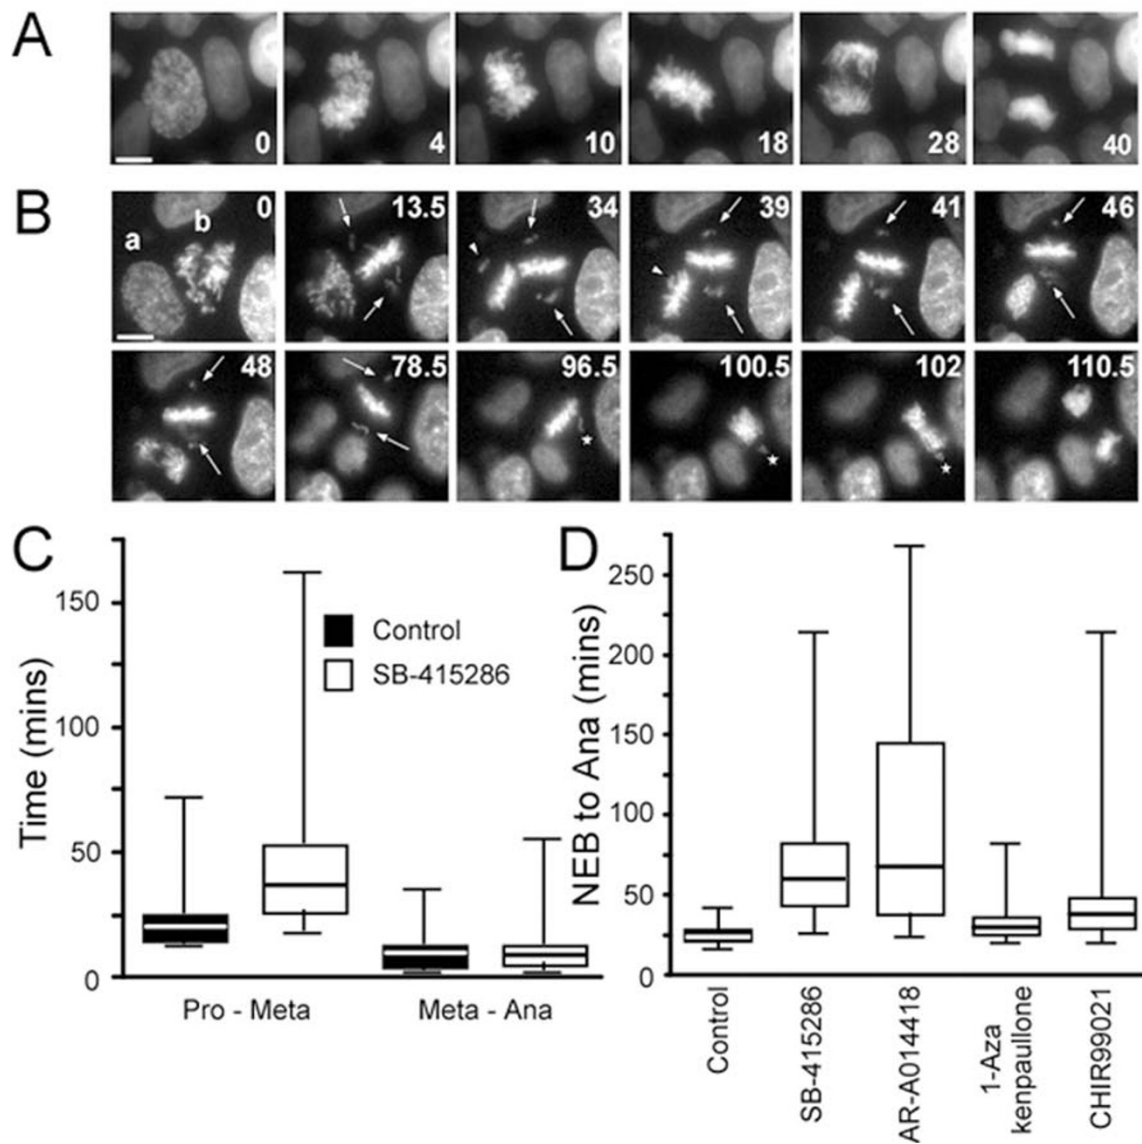 A
0 4 10 18 28 40
B
a b 0 13.5 34 39 41 46
48 78.5 96.5 100.5 102 110.5
C
Time (mins)
150
100
50
0
Control
SB-415286
Pro - Meta Meta - Ana
D
NEB to Ana (mins)
250
200
150
100
50
0
Control
SB-415286
AR-A014418
1-Aza
kenpaullone
CHIR99021